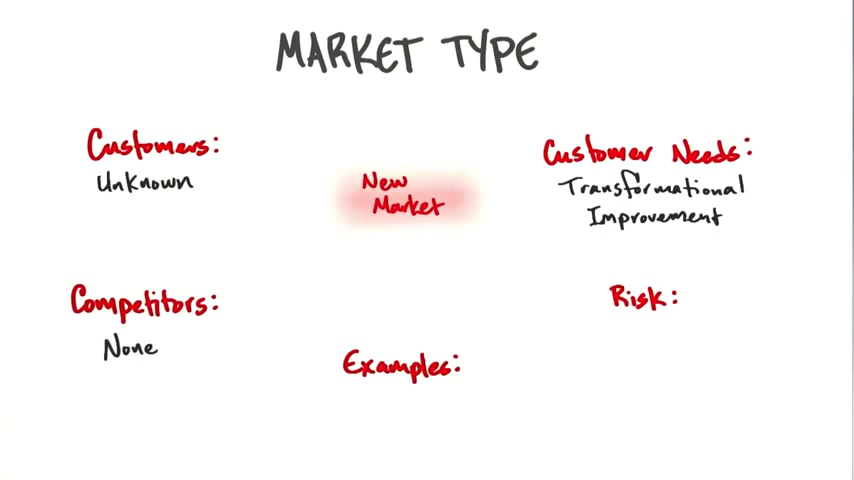 MARKET TYPE
Customers:
Unknown
New
Market
Customer Needs:
Transformational
Improvement
Competitors:
None
Risk:
Examples: